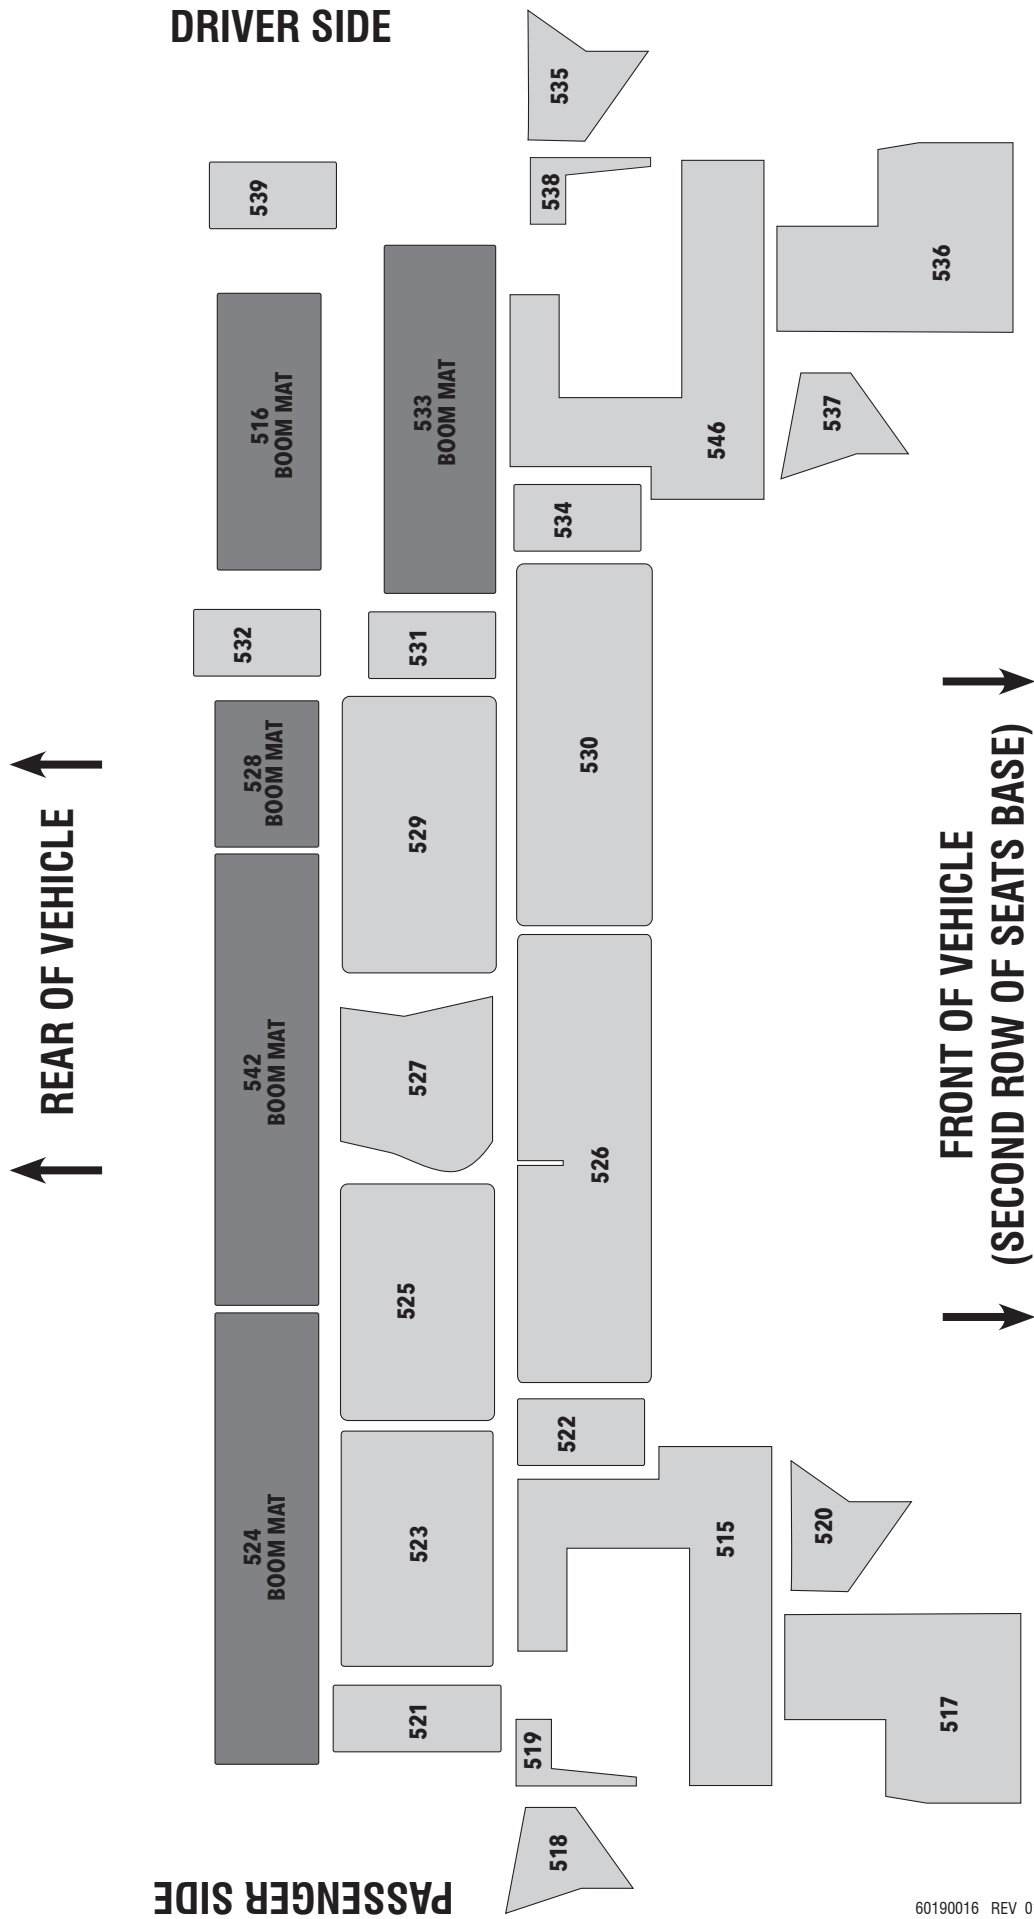 DRIVER SIDE
535
539
538
536
516
BOOM MAT
533
BOOM MAT
537
546
534
532
531
530
528
BOOM MAT
529
REAR OF VEHICLE
FRONT OF VEHICLE
(SECOND ROW OF SEATS BASE)
542
BOOM MAT
527
526
525
522
524
BOOM MAT
523
515
520
521
519
517
518
PASSENGER SIDE
60190016 REV 0